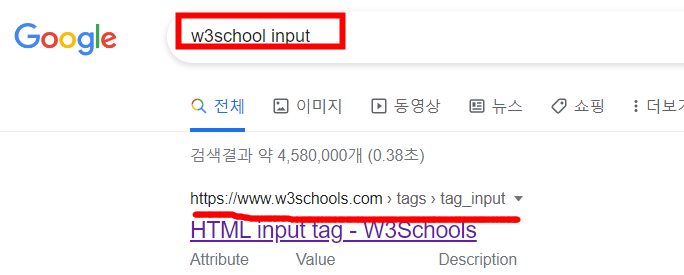 Google
w3school input
전체 이미지 동영상 뉴스 쇼핑 더보기
검색결과 약 4,580,000개 (0.38초)
https://www.w3schools.com › tags › tag_input
HTML input tag - W3Schools
Attribute Value Description